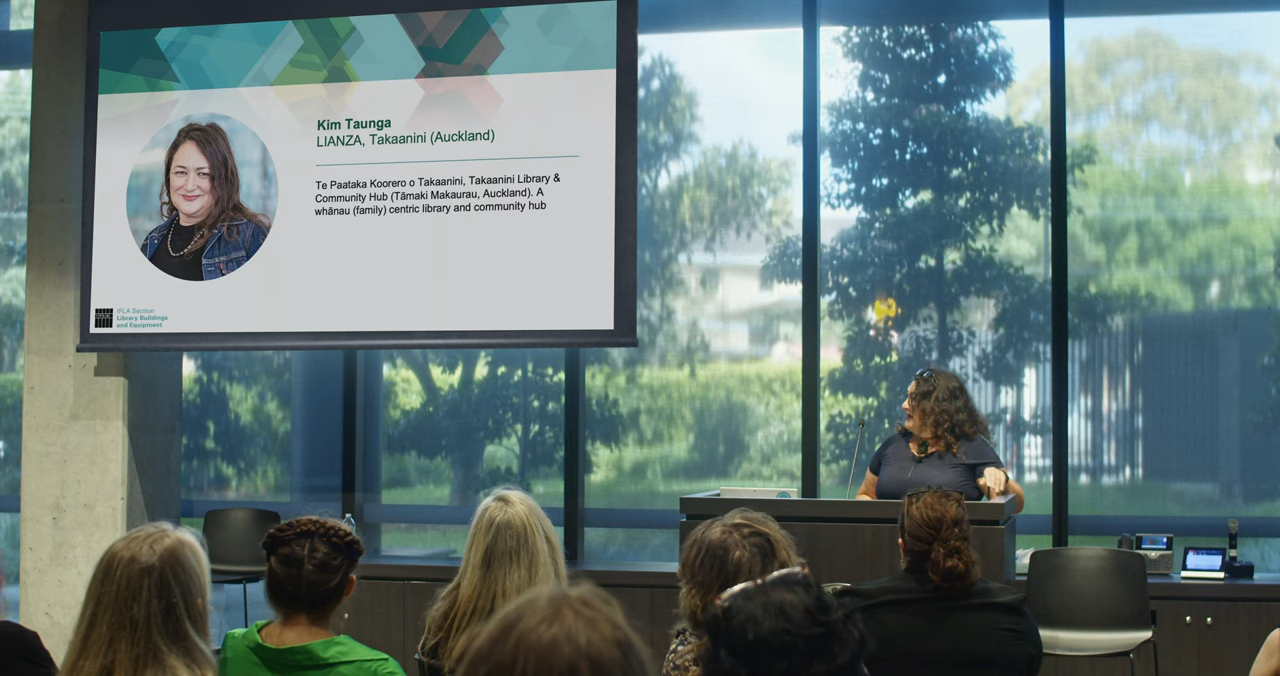 Kim Taunga
LIANZA, Takaanini (Auckland)
Te Paataka Koorero o Takaanini, Takaanini Library &
Community Hub (Tāmaki Makaurau, Auckland). A
whānau (family) centric library and community hub
IFLA Section
Library Buildings
and Equipment